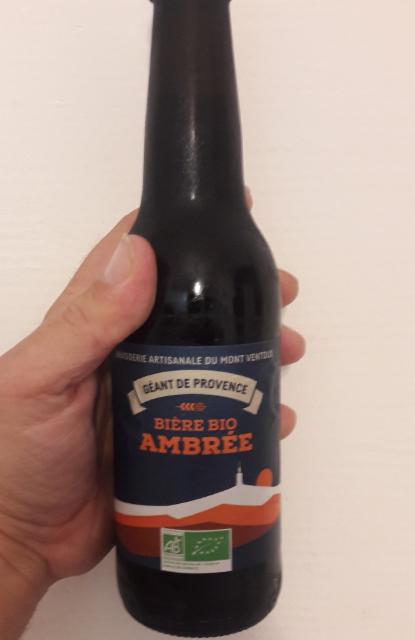 BRASSERIE ARTISANALE DU MONT VENTOUX
GÉANT DE PROVENCE
BIÈRE BIO
AMBRÉE
AB